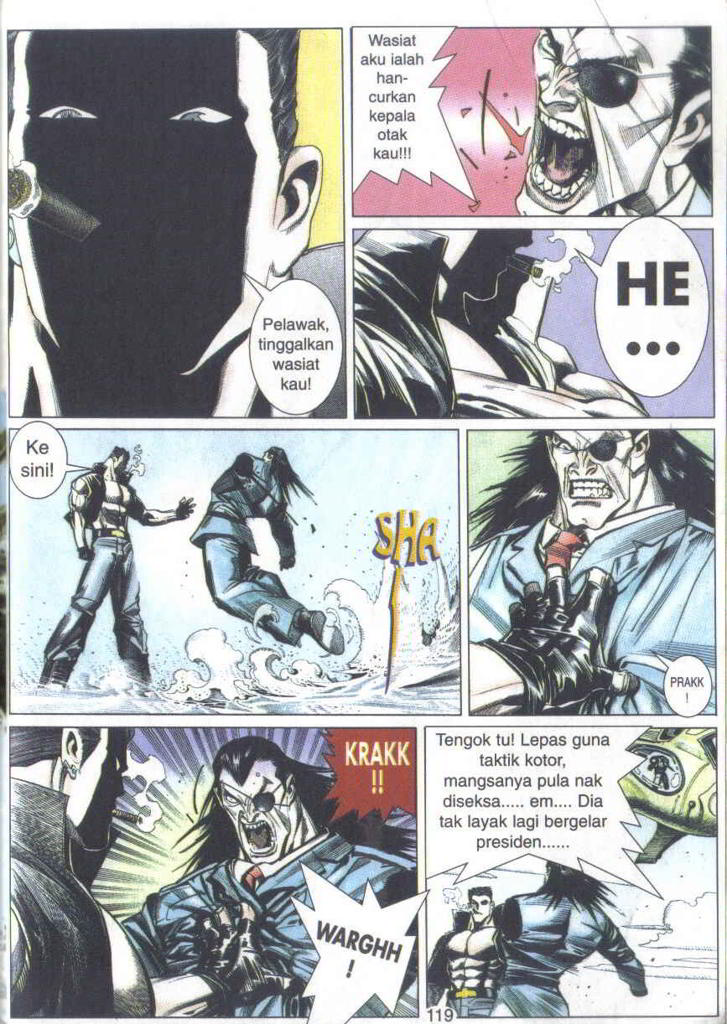 Pelawak,
tinggalkan
wasiat
kau!
Wasiat
aku ialah
han-
curkan
kepala
otak
kau!!!
HE
...
Ke
sini!
SHA
PRAKK
!
KRAKK
!!
WARGHH
!
Tengok tu! Lepas guna
taktik kotor,
mangsanya pula nak
diseksa..... em.... Dia
tak layak lagi bergelar
presiden......
119